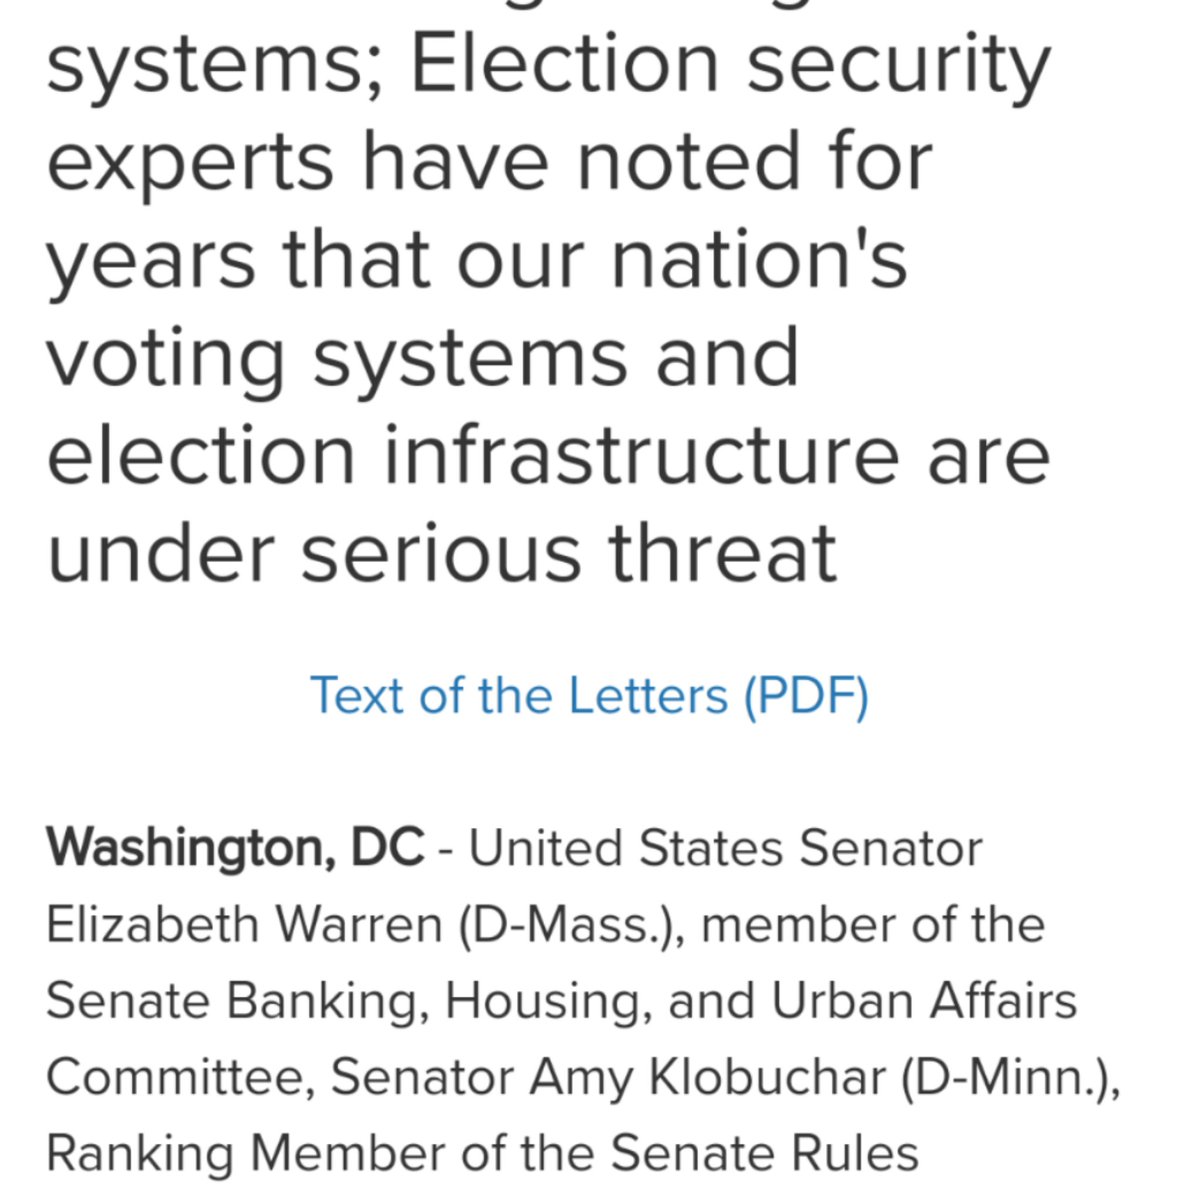 systems; Election security
experts have noted for
years that our nation's
voting systems and
election infrastructure are
under serious threat
Text of the Letters (PDF)
Washington, DC - United States Senator
Elizabeth Warren (D-Mass.), member of the
Senate Banking, Housing, and Urban Affairs
Committee, Senator Amy Klobuchar (D-Minn.),
Ranking Member of the Senate Rules